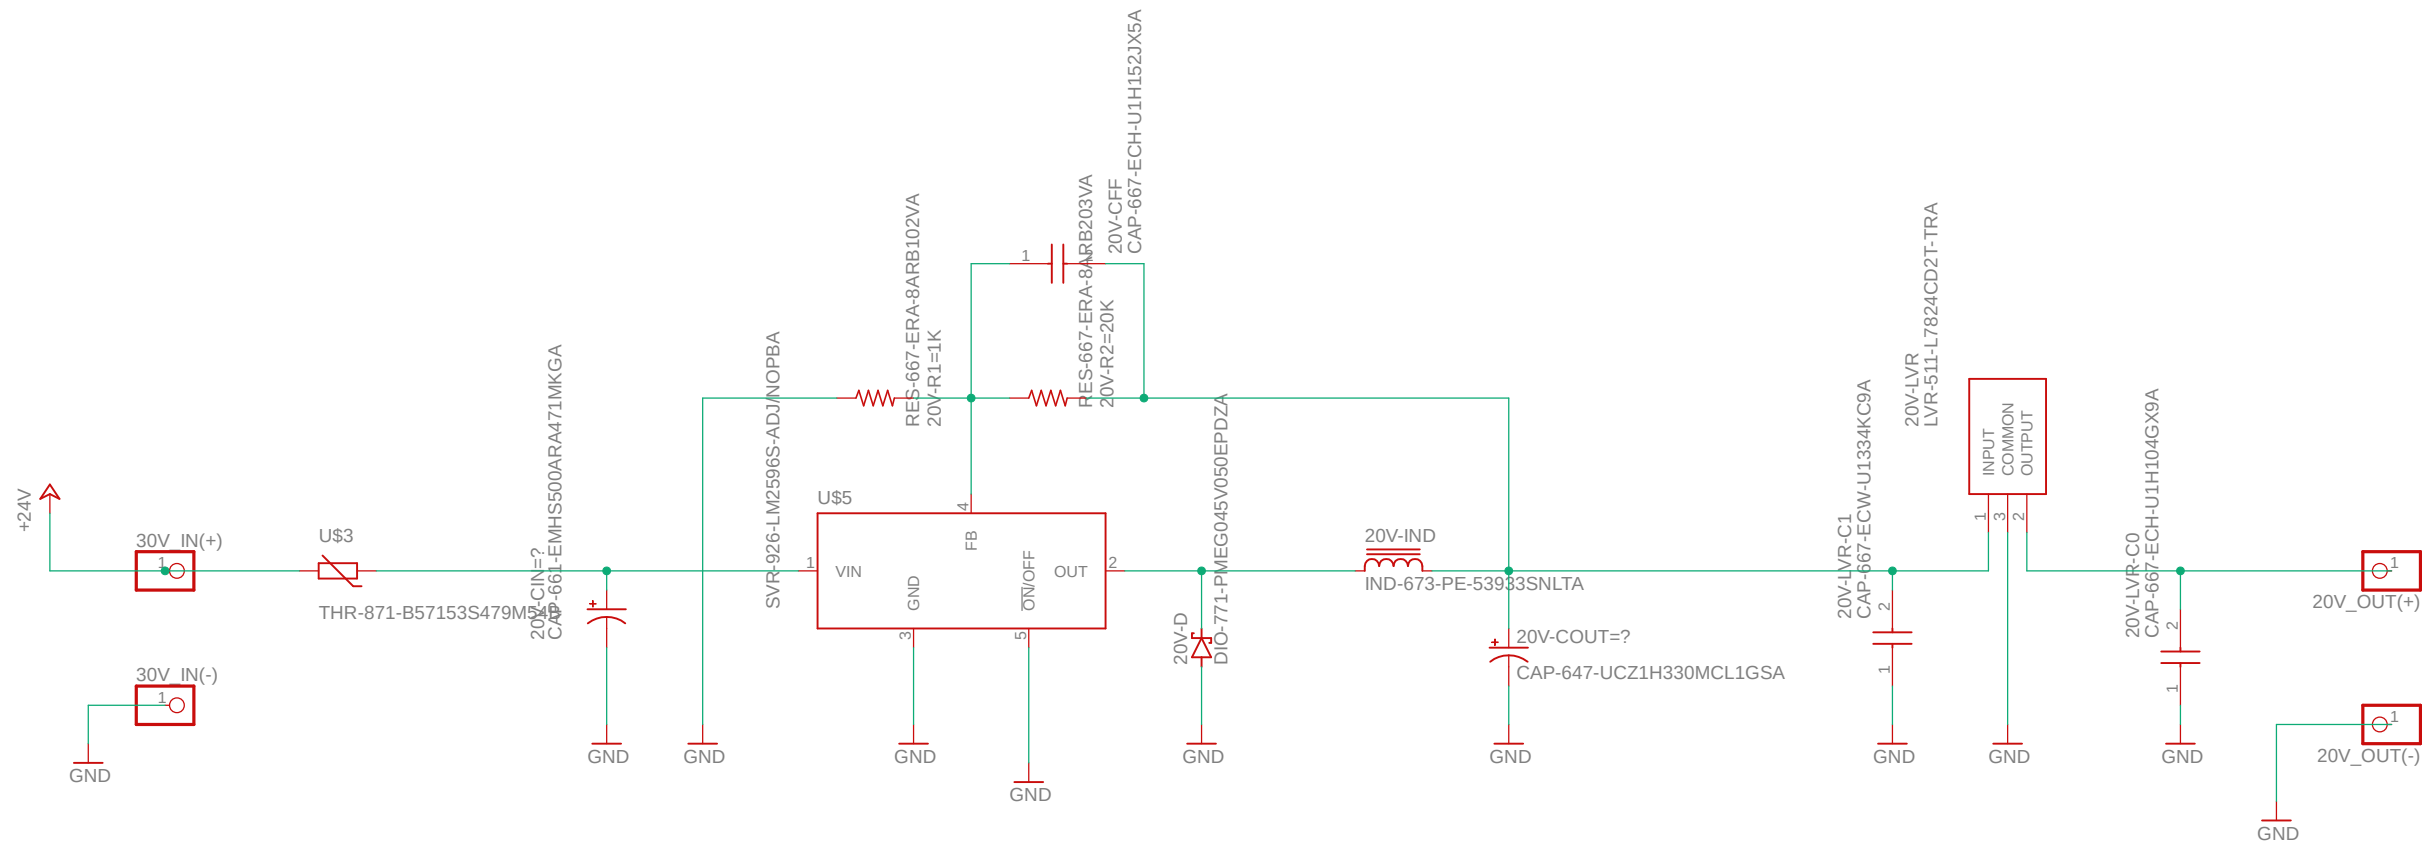 +24V
30V_IN(+)
1
30V_IN(-)
1
GND
U$3
THR-871-B57153S479M54B
20V-CIN=?
CAP-661-EMHS500ARA471MKGA
+
GND
GND
SVR-926-LM2596S-ADJ/NOPBA
U$5
1
VIN
GND
3
FB
4
ON/OFF
5
OUT
2
GND
GND
RES-667-ERA-8ARB102VA
20V-R1=1K
RES-667-ERA-8ARB203VA
20V-R2=20K
1
2
20V-CFF
CAP-667-ECH-U1H152JX5A
20V-D
DIO-771-PMEG045V050EPDZA
GND
20V-IND
IND-673-PE-53933SNLTA
+
20V-COUT=?
CAP-647-UCZ1H330MCL1GSA
GND
20V-LVR-C1
CAP-667-ECW-U1334KC9A
2
1
GND
20V-LVR
LVR-511-L7824CD2T-TRA
INPUT
COMMON
OUTPUT
1
3
2
GND
20V-LVR-C0
CAP-667-ECH-U1H104GX9A
2
1
GND
1
20V_OUT(+)
1
20V_OUT(-)
GND